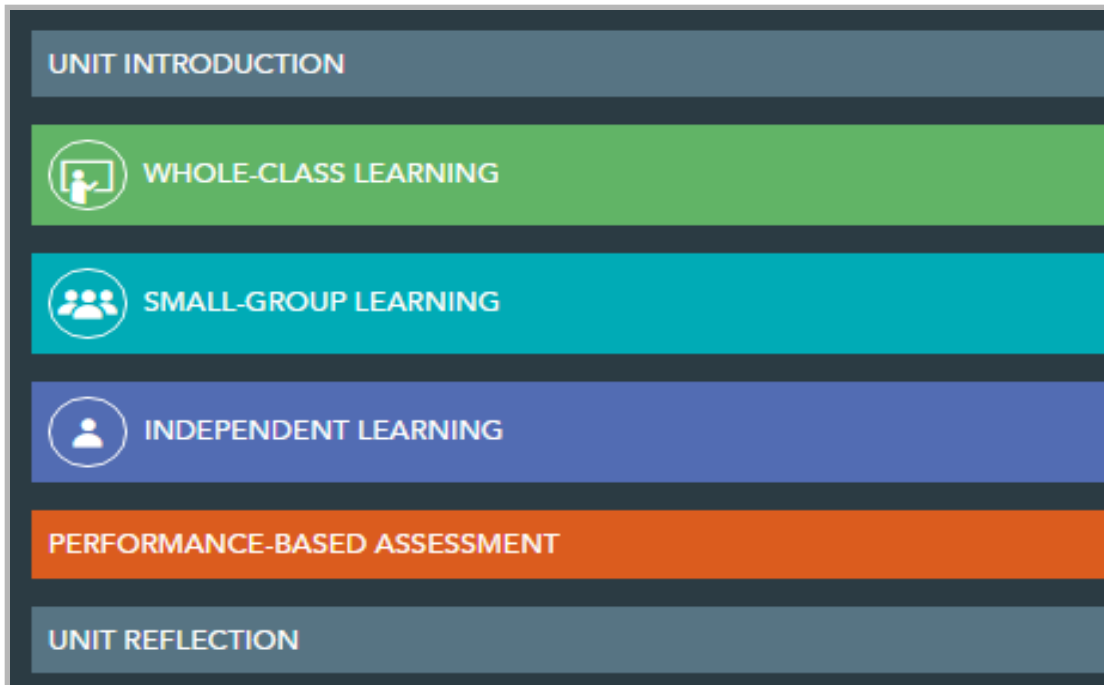 UNIT INTRODUCTION
WHOLE-CLASS LEARNING
SMALL-GROUP LEARNING
INDEPENDENT LEARNING
PERFORMANCE-BASED ASSESSMENT
UNIT REFLECTION